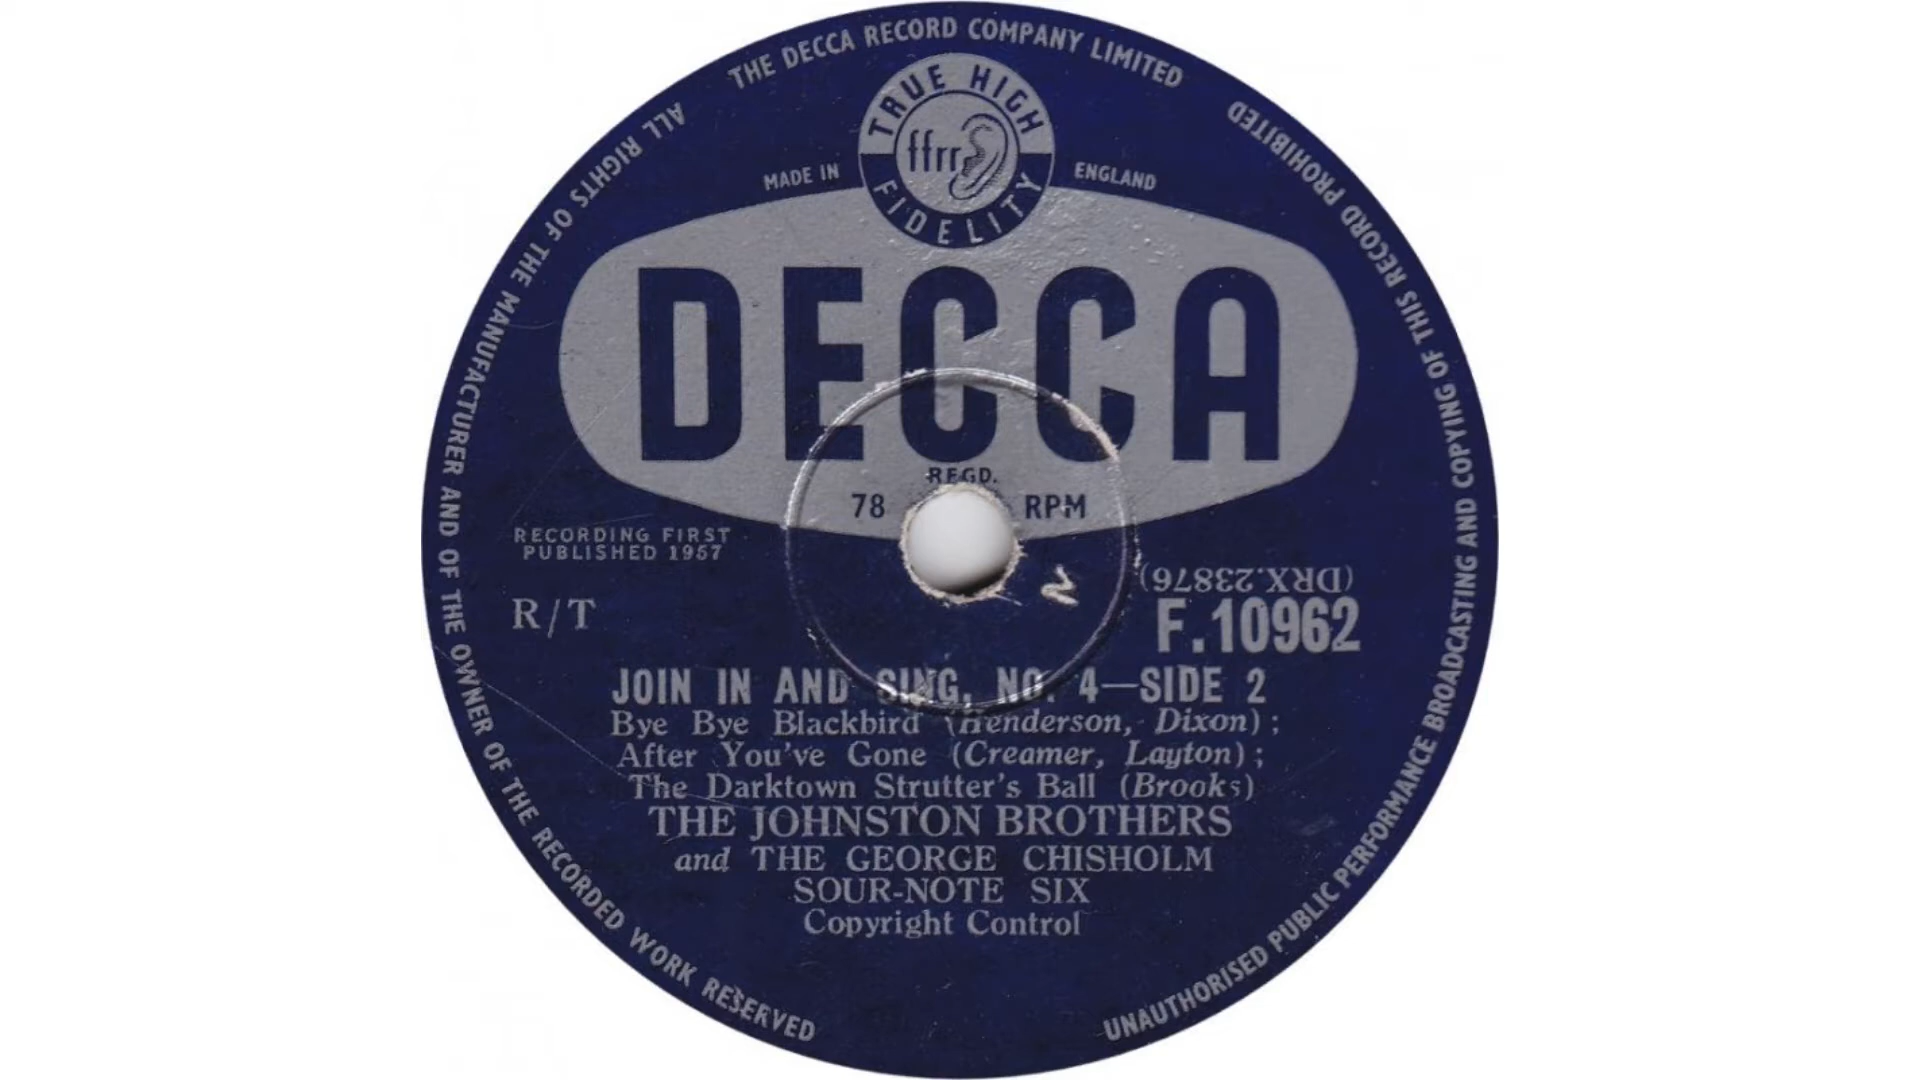 THE DECCA RECORD COMPANY LIMITED
ALL RIGHTS OF THE MANUFACTURER AND OF THE OWNER OF THE RECORDED WORK RESERVED
UNAUTHORISED PUBLIC PERFORMANCE BROADCASTING AND COPYING OF THIS RECORD PROHIBITED
TRUE HIGH
ffrr
FIDELITY
MADE IN ENGLAND
DECCA
REGD.
78 RPM
RECORDING FIRST
PUBLISHED 1957
(DRX.23876)
R/T
F.10962
JOIN IN AND SING, NO. 4—SIDE 2
Bye Bye Blackbird (Henderson, Dixon);
After You've Gone (Creamer, Layton);
The Darktown Strutter's Ball (Brooks)
THE JOHNSTON BROTHERS
and THE GEORGE CHISHOLM
SOUR-NOTE SIX
Copyright Control